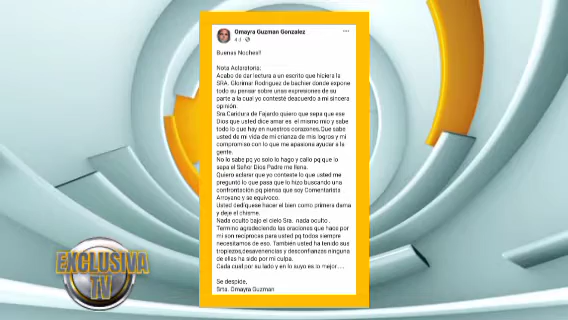 Omayra Guzman Gonzalez
4 d
Buenas Noches!!
Nota Aclaratoria:
Acabo de dar lectura a un escrito que hiciera la
SRA. Glorimar Rodriguez de bachier donde expone
todo su pensar sobre unas expresiones de su
parte a la cual yo contesté deacuerdo a mi sincera
opinión.
Sra.Caridura de Fajardo quiero que sepa que ese
Dios que usted dice amar es el mismo mio y sabe
todo lo que hay en nuestros corazones.Que sabe
usted de mi vida de mi crianza de mis logros y mi
compromiso con lo que me apasiona ayudar a la
gente.
No lo sabe pq yo solo lo hago y callo pq que lo
sepa el Señor Dios Padre me llena.
Quiero aclarar que yo conteste lo que usted me
preguntó lo que pasa que lo hizo buscando una
confrontación pq piensa que soy Comentarista
Arroyano y se equivoco.
Usted dediquese hacer el bien como primera dama
y deje el chisme.
Nada oculto bajo el cielo Sra. nada oculto .
Termino agradeciendo las oraciones que hace por
mi son reciprocas para usted pq todos siempre
necesitamos de eso. También usted ha tenido sus
tropiezos,desavenencias y desconfianzas ninguna
de ellas ha sido por mi culpa.
Cada cual por su lado y en lo suyo es lo mejor....
Se despide,
Srta. Omayra Guzman
EXCLUSIVA
TV